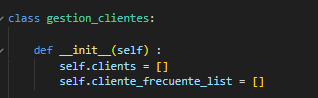 class gestion_clientes:
def __init__(self) :
self.clients = []
self.cliente_frecuente_list = []